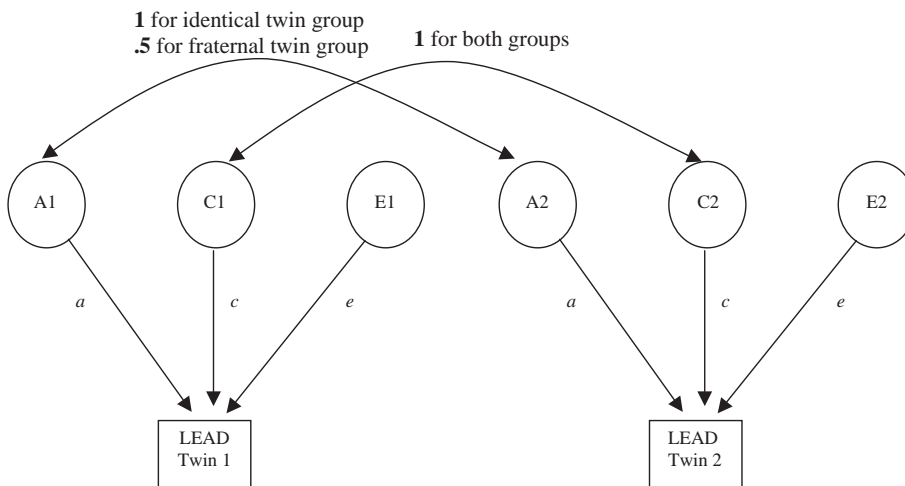 1 for identical twin group
.5 for fraternal twin group
1 for both groups
A1
C1
E1
A2
C2
E2
a
c
e
a
c
e
LEAD
Twin 1
LEAD
Twin 2